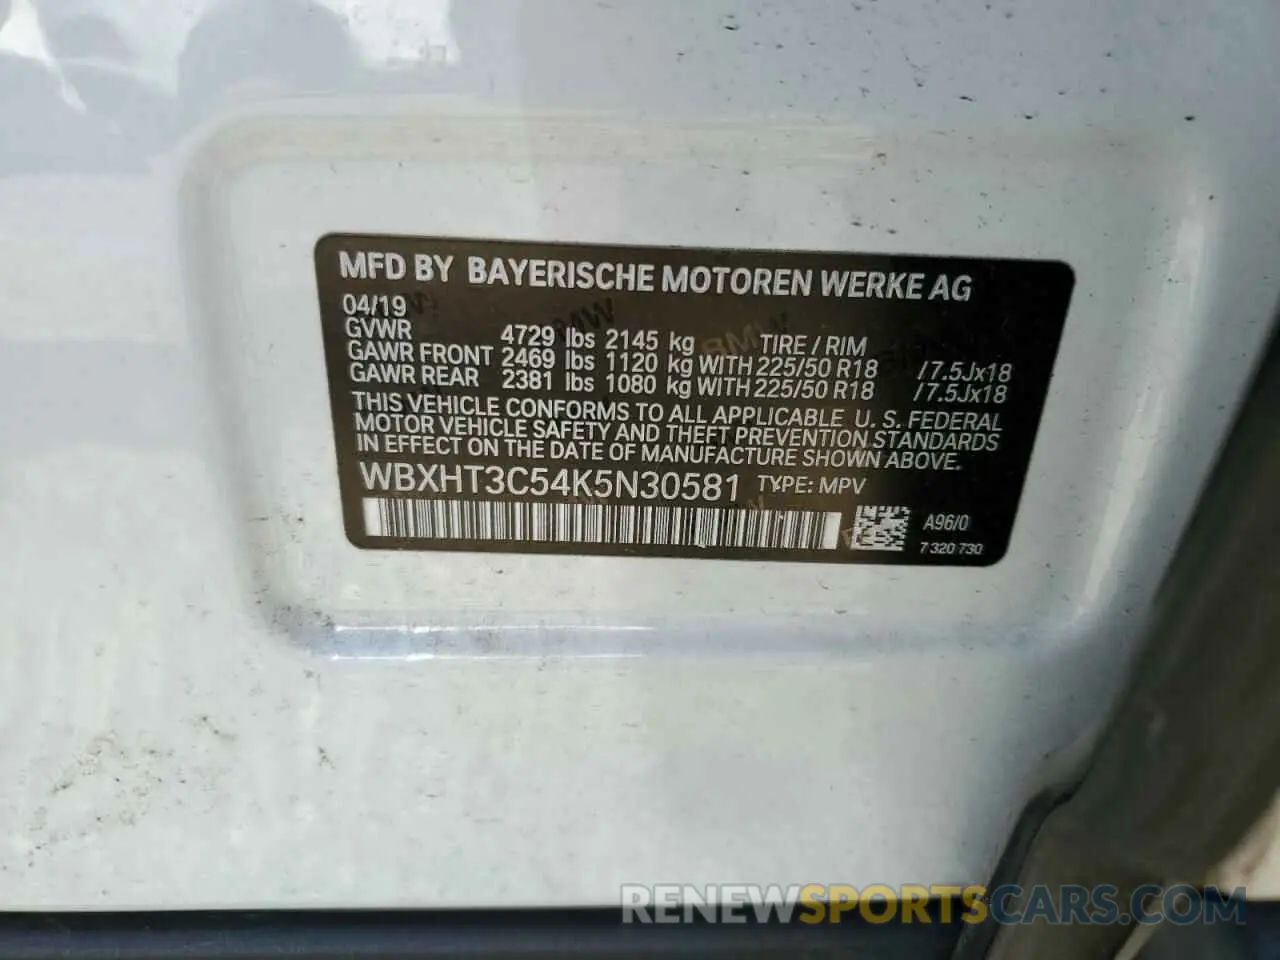 MFD BY BAYERISCHE MOTOREN WERKE AG
04/19
GVWR 4729 lbs 2145 kg TIRE / RIM
GAWR FRONT 2469 lbs 1120 kg WITH 225/50 R18 /7.5Jx18
GAWR REAR 2381 lbs 1080 kg WITH 225/50 R18 /7.5Jx18
THIS VEHICLE CONFORMS TO ALL APPLICABLE U. S. FEDERAL
MOTOR VEHICLE SAFETY AND THEFT PREVENTION STANDARDS
IN EFFECT ON THE DATE OF MANUFACTURE SHOWN ABOVE.
WBXHT3C54K5N30581 TYPE: MPV
A96/0
7 320 730
RENEWSPORTSCARS.COM